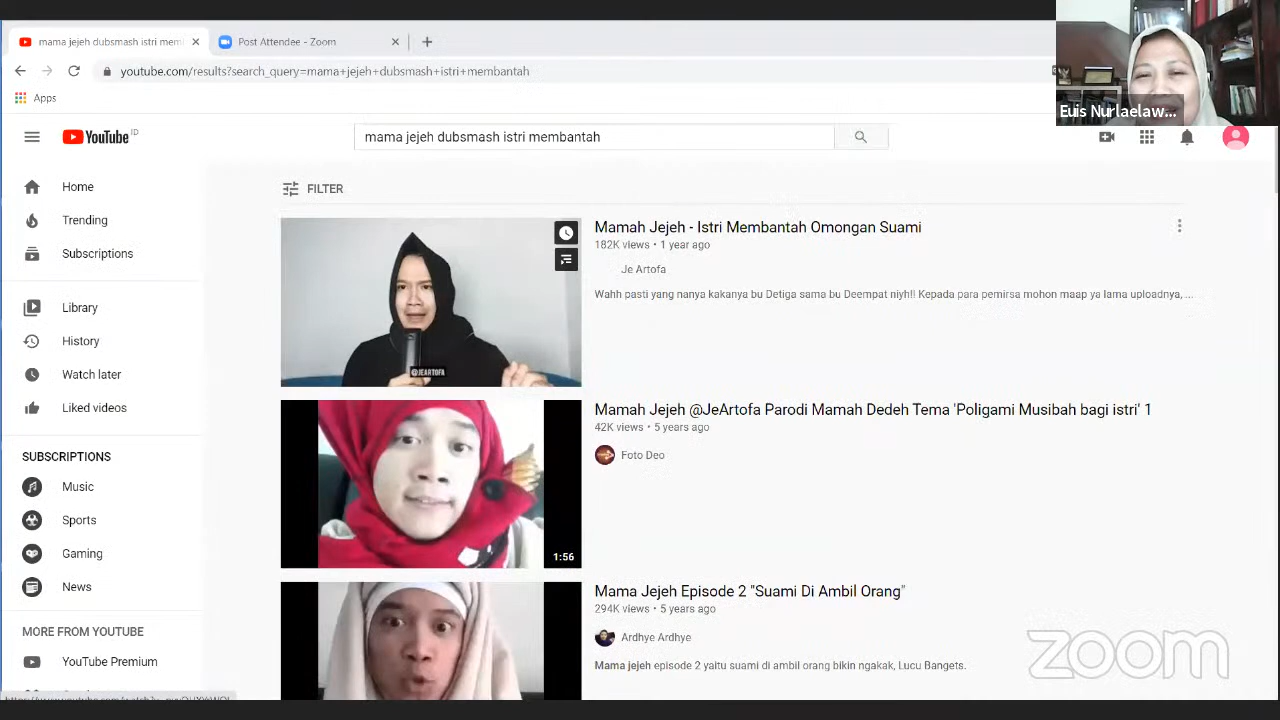 mama jejeh dubsmash istri mem
Post Attendee - Zoom
youtube.com/results?search_query=mama+jejeh+dubsmash+istri+membantah
Apps
Euis Nurlaelaw...
YouTube ID
mama jejeh dubsmash istri membantah
Home
Trending
Subscriptions
Library
History
Watch later
Liked videos
SUBSCRIPTIONS
Music
Sports
Gaming
News
MORE FROM YOUTUBE
YouTube Premium
FILTER
@JEARTOFA
Mamah Jejeh - Istri Membantah Omongan Suami
182K views • 1 year ago
Je Artofa
Wahh pasti yang nanya kakanya bu Detiga sama bu Deempat niyh!! Kepada para pemirsa mohon maap ya lama uploadnya, ...
1:56
Mamah Jejeh @JeArtofa Parodi Mamah Dedeh Tema 'Poligami Musibah bagi istri' 1
42K views • 5 years ago
Foto Deo
Mama Jejeh Episode 2 "Suami Di Ambil Orang"
294K views • 5 years ago
Ardhye Ardhye
Mama jejeh episode 2 yaitu suami di ambil orang bikin ngakak, Lucu Bangets.
zoom